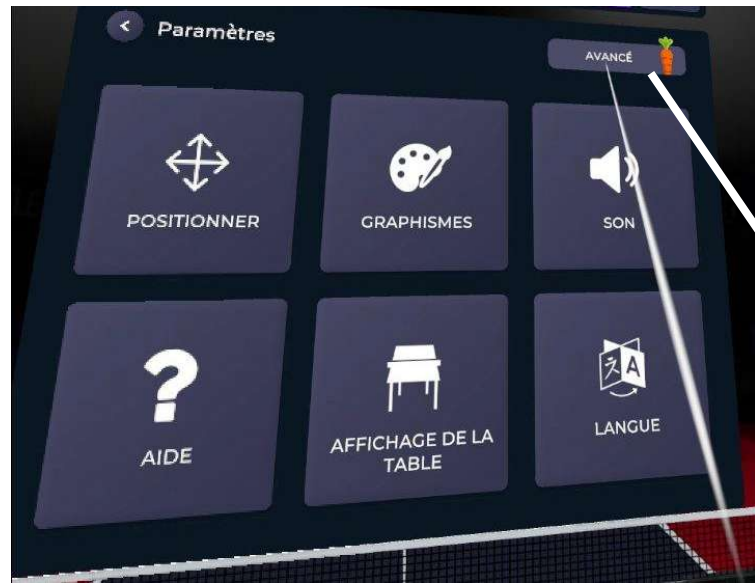 Paramètres
AVANCÉ
POSITIONNER
GRAPHISMES
SON
AIDE
AFFICHAGE DE LA
TABLE
LANGUE